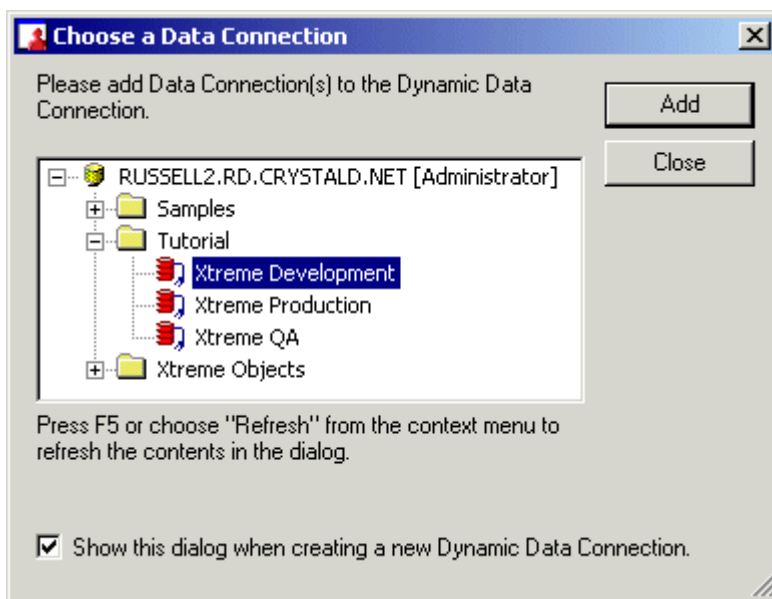 Choose a Data Connection
Please add Data Connection(s) to the Dynamic Data
Connection.
Add
Close
RUSSELL2.RD.CRYSTALD.NET [Administrator]
Samples
Tutorial
Xtreme Development
Xtreme Production
Xtreme QA
Xtreme Objects
Press F5 or choose "Refresh" from the context menu to
refresh the contents in the dialog.
Show this dialog when creating a new Dynamic Data Connection.